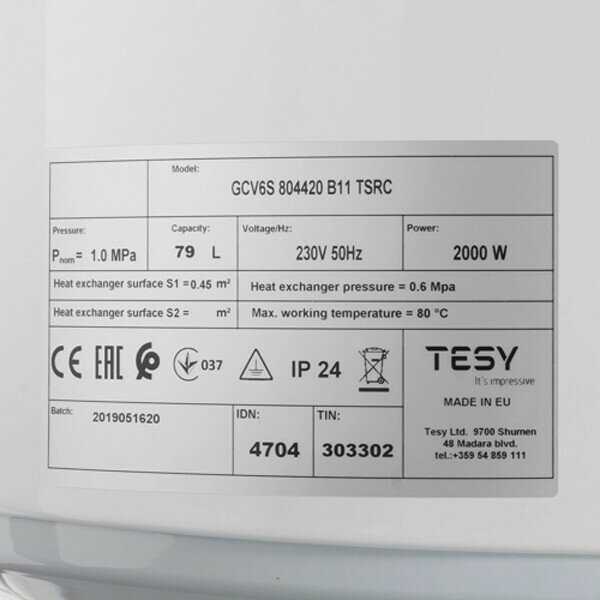 Model:
GCV6S 804420 B11 TSRC
Pressure:
Pnom= 1.0 MPa
Capacity:
79 L
Voltage/Hz:
230V 50Hz
Power:
2000 W
Heat exchanger surface S1 =0.45 m²
Heat exchanger pressure = 0.6 Mpa
Heat exchanger surface S2 = m²
Max. working temperature = 80 °C
CE EAC 037 IP 24
TESY
It's impressive
MADE IN EU
Batch:
2019051620
IDN:
4704
TIN:
303302
Tesy Ltd. 9700 Shumen
48 Madara blvd.
tel.:+359 54 859 111